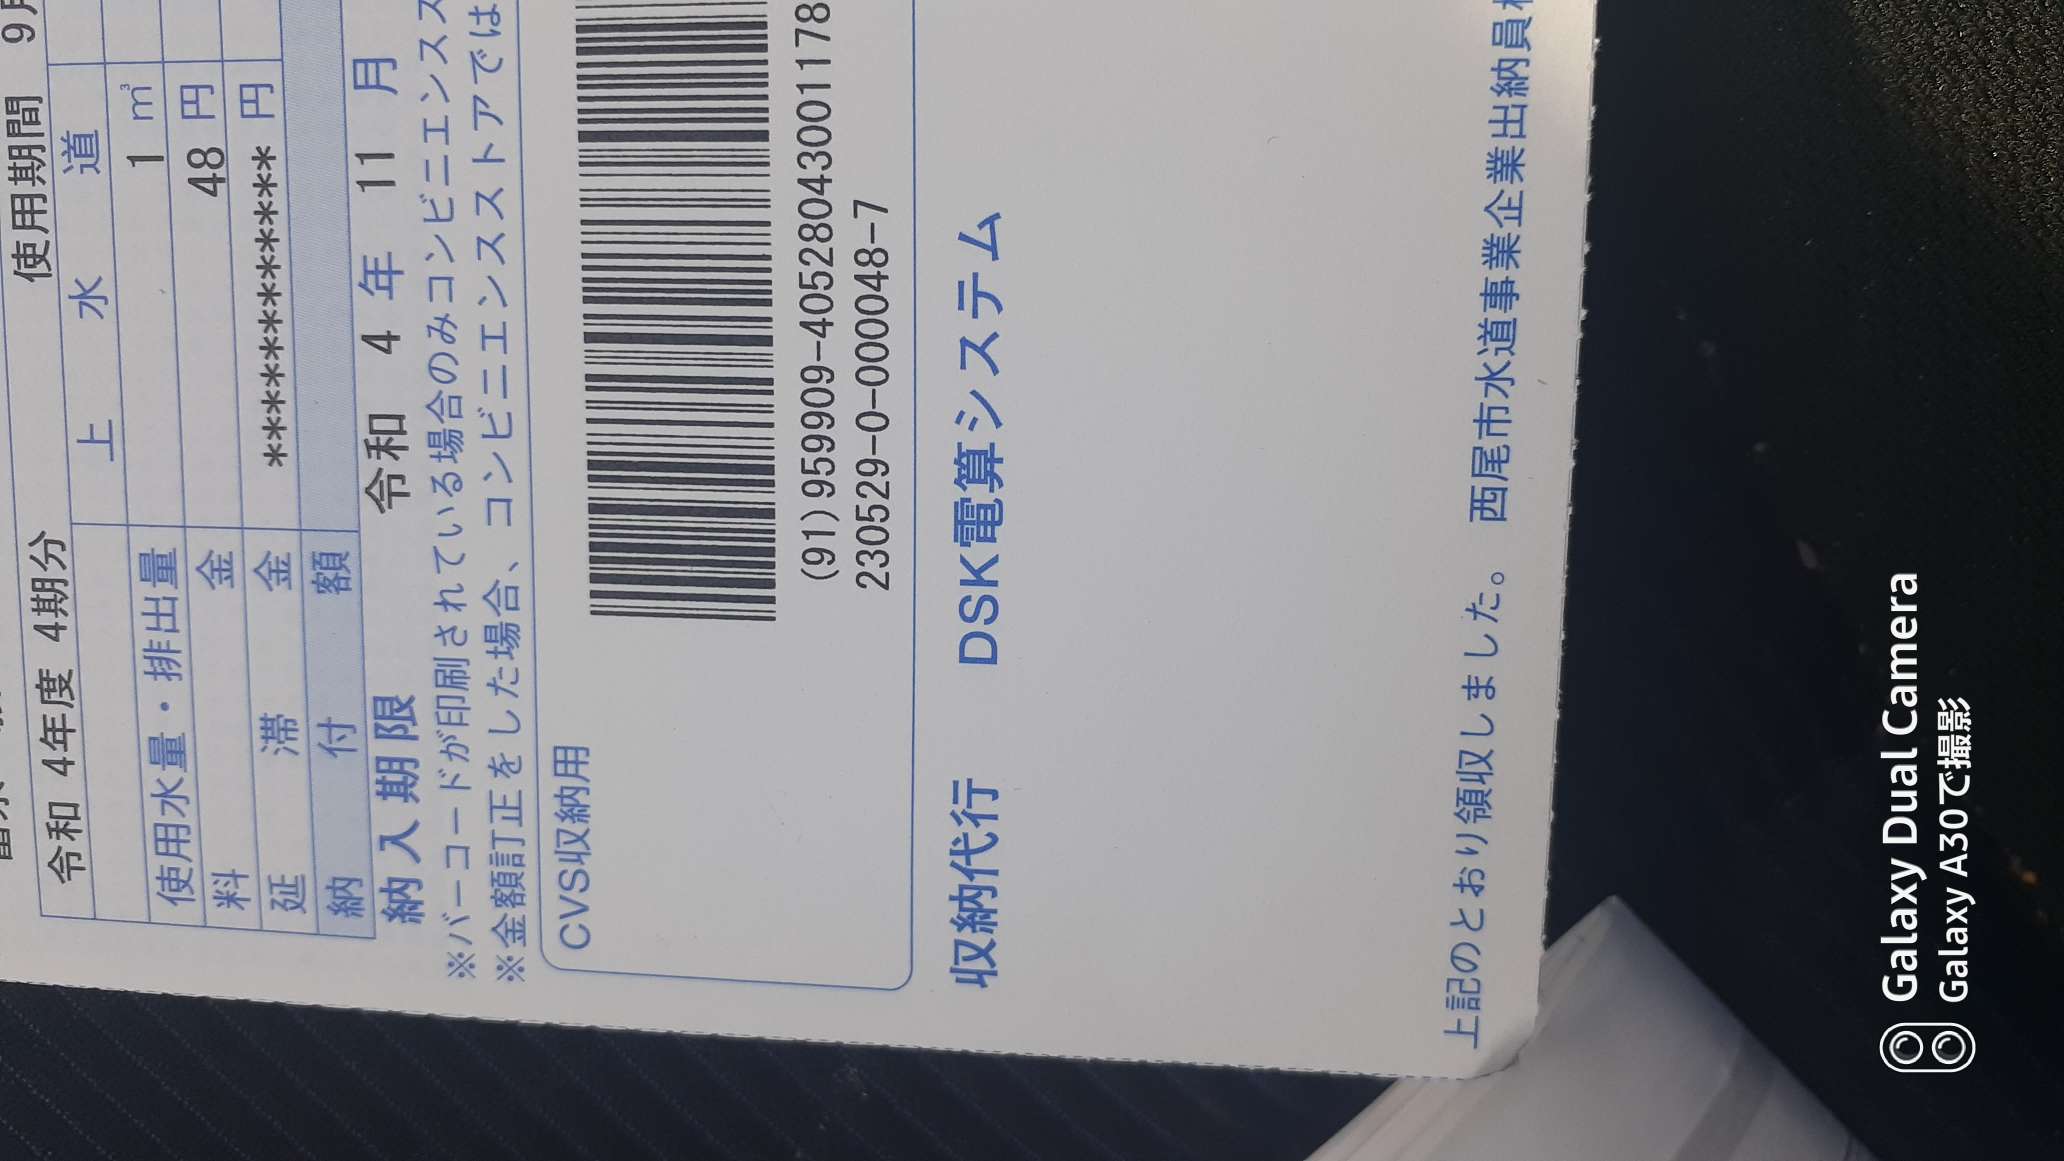 令和 4年度 4期分 使用期間 9月
上水道
使用水量・排出量 1 m³
料金 48 円
延滞金 ************* 円
納付額
納入期限 令和 4 年 11 月
※バーコードが印刷されている場合のみコンビニエンスス
※金額訂正をした場合、コンビニエンスストアでは
CVS収納用
(91)959909-40528043001178
230529-0-000048-7
収納代行 DSK電算システム
上記のとおり領収しました。 西尾市水道事業企業出納員
Galaxy Dual Camera
Galaxy A30で撮影